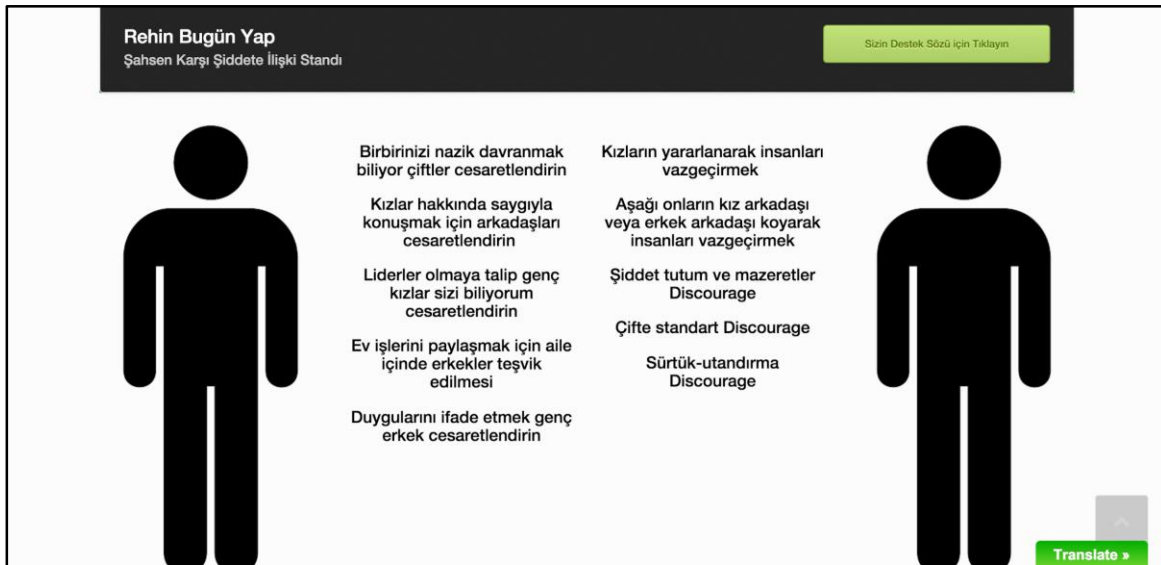 Rehin Bugün Yap
Şahsen Karşı Şiddete İlişki Standı
Sizin Destek Sözü için Tıklayın
Birbirinizi nazik davranmak
biliyor çiftler cesaretlendirin
Kızlar hakkında saygıyla
konuşmak için arkadaşları
cesaretlendirin
Liderler olmaya talip genç
kızlar sizi biliyorum
cesaretlendirin
Ev işlerini paylaşmak için aile
içinde erkekler teşvik
edilmesi
Duygularını ifade etmek genç
erkek cesaretlendirin
Kızların yararlanarak insanları
vazgeçirmek
Aşağı onların kız arkadaşı
veya erkek arkadaşı koyarak
insanları vazgeçirmek
Şiddet tutum ve mazeretler
Discourage
Çifte standart Discourage
Sürtük-utandırma
Discourage
Translate »